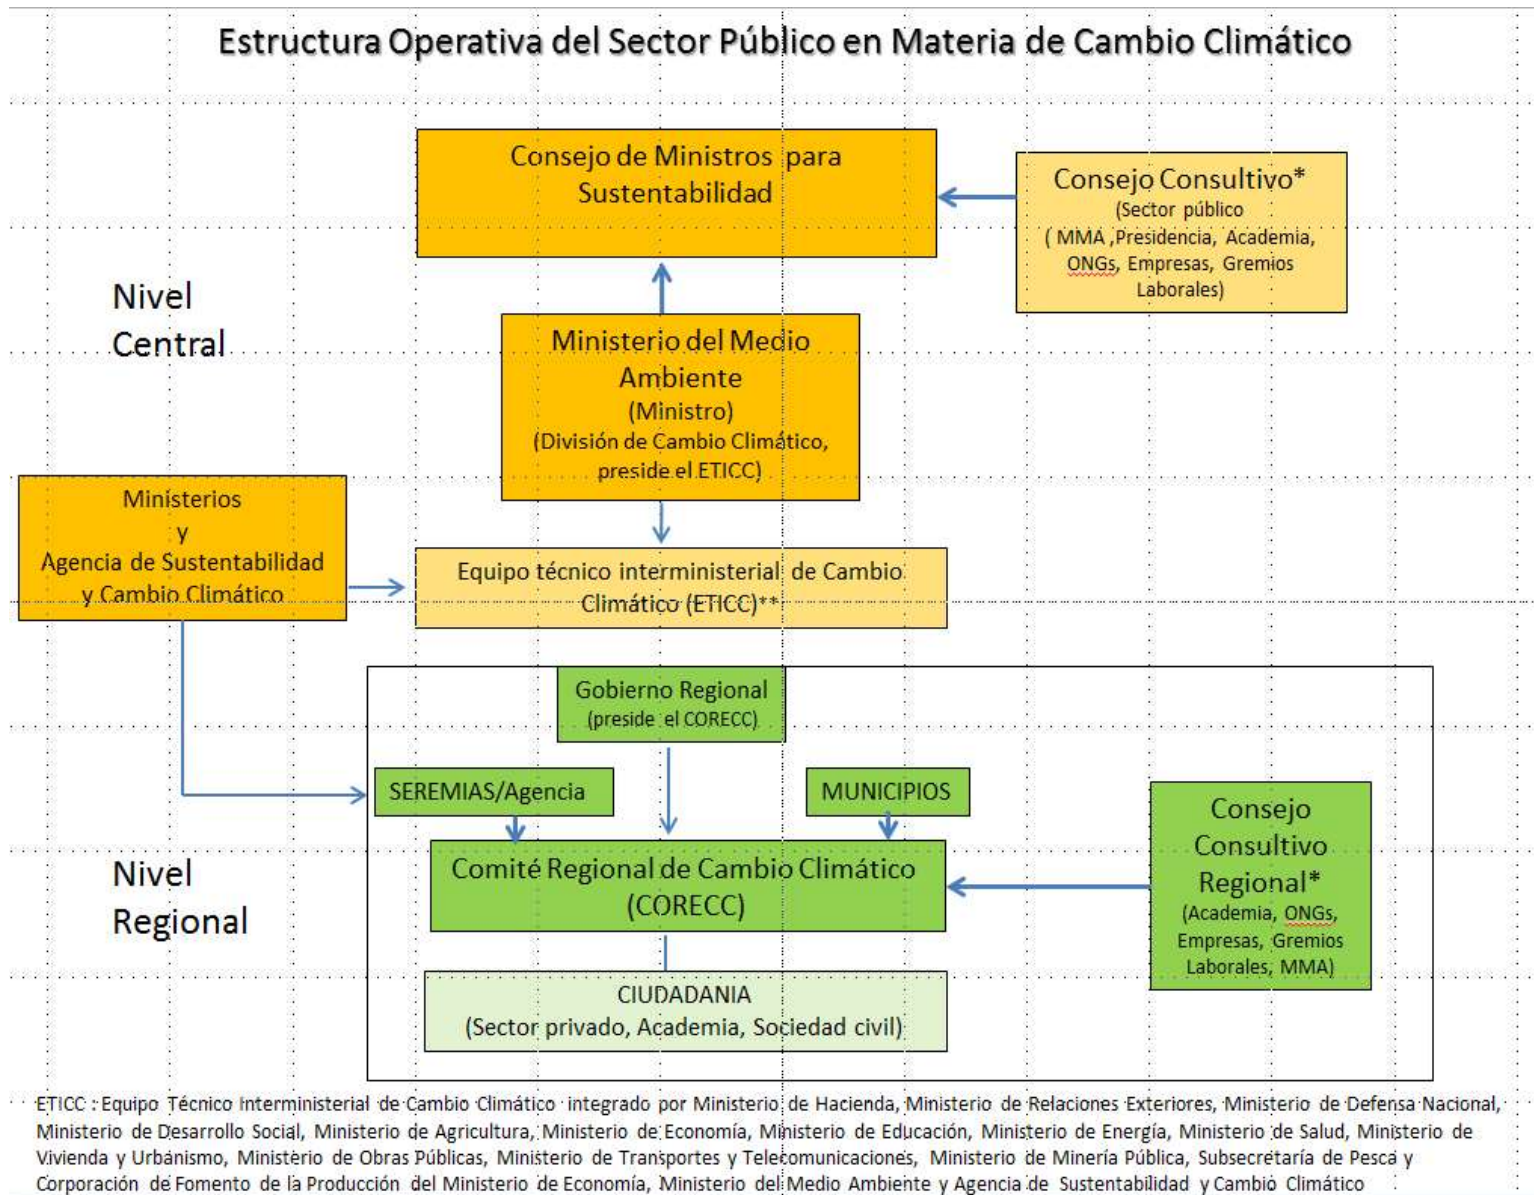 Estructura Operativa del Sector Público en Materia de Cambio Climático
Consejo de Ministros para
Sustentabilidad
Consejo Consultivo*
(Sector público
( MMA ,Presidencia, Academia,
ONGs, Empresas, Gremios
Laborales)
Nivel
Central
Ministerio del Medio
Ambiente
(Ministro)
(División de Cambio Climático,
preside el ETICC)
Ministerios
y
Agencia de Sustentabilidad
y Cambio Climático
Equipo técnico interministerial de Cambio
Climático (ETICC)**
Gobierno Regional
(preside el CORECC)
SEREMIAS/Agencia
MUNICIPIOS
Nivel
Regional
Comité Regional de Cambio Climático
(CORECC)
Consejo
Consultivo
Regional*
(Academia, ONGs,
Empresas, Gremios
Laborales, MMA)
CIUDADANIA
(Sector privado, Academia, Sociedad civil)
ETICC : Equipo Técnico Interministerial de Cambio Climático integrado por Ministerio de Hacienda, Ministerio de Relaciones Exteriores, Ministerio de Defensa Nacional,
Ministerio de Desarrollo Social, Ministerio de Agricultura, Ministerio de Economía, Ministerio de Educación, Ministerio de Energía, Ministerio de Salud, Ministerio de
Vivienda y Urbanismo, Ministerio de Obras Públicas, Ministerio de Transportes y Telecomunicaciones, Ministerio de Minería Pública, Subsecretaría de Pesca y
Corporación de Fomento de la Producción del Ministerio de Economía, Ministerio del Medio Ambiente y Agencia de Sustentabilidad y Cambio Climático